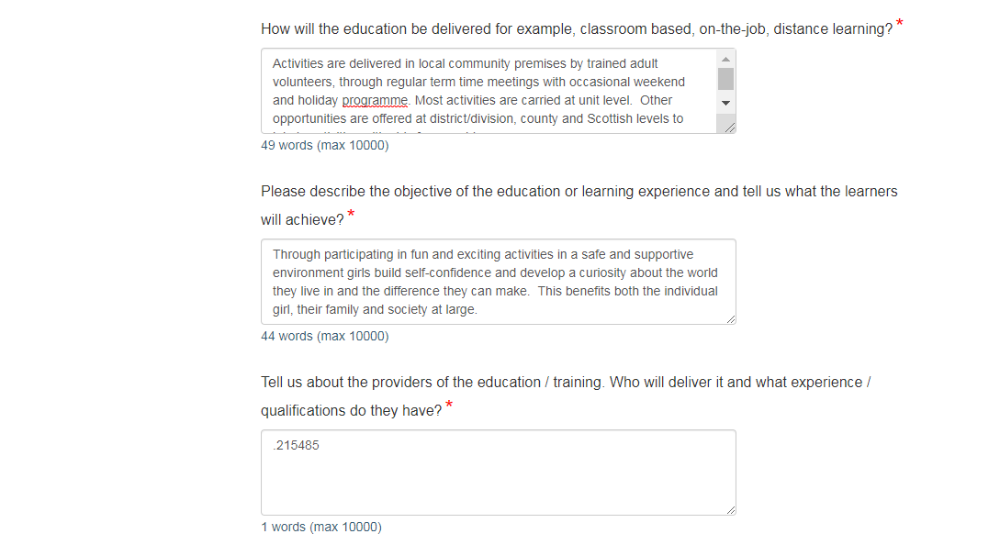 How will the education be delivered for example, classroom based, on-the-job, distance learning? *
Activities are delivered in local community premises by trained adult
volunteers, through regular term time meetings with occasional weekend
and holiday programme. Most activities are carried at unit level.  Other
opportunities are offered at district/division, county and Scottish levels to
49 words (max 10000)
Please describe the objective of the education or learning experience and tell us what the learners
will achieve? *
Through participating in fun and exciting activities in a safe and supportive
environment girls build self-confidence and develop a curiosity about the world
they live in and the difference they can make.  This benefits both the individual
girl, their family and society at large.
44 words (max 10000)
Tell us about the providers of the education / training. Who will deliver it and what experience /
qualifications do they have? *
.215485
1 words (max 10000)